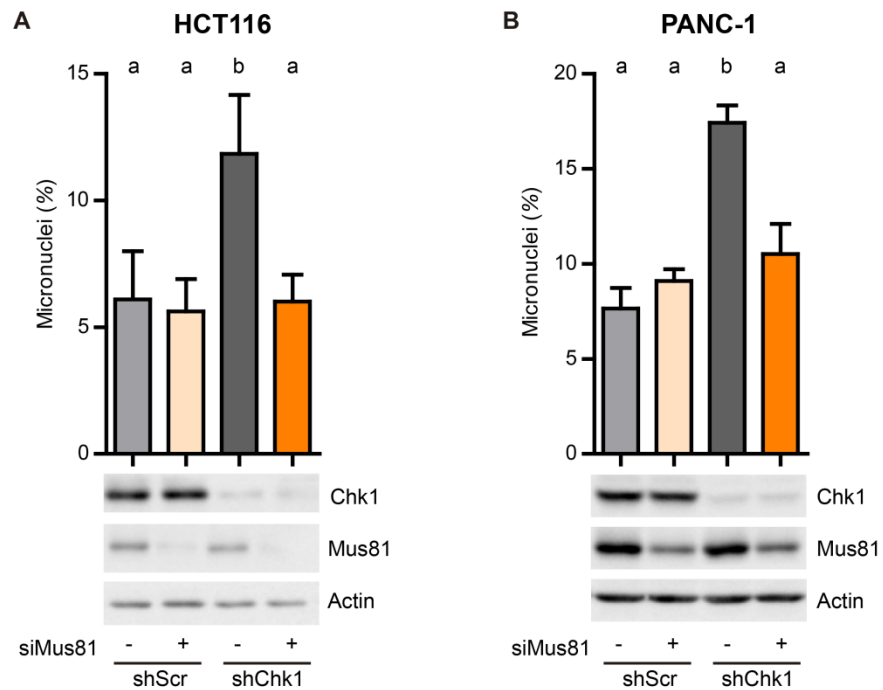 A
HCT116
Micronuclei (%)
15
10
5
0
a a b a
Chk1
Mus81
Actin
siMus81 - + - +
shScr shChk1
B
PANC-1
Micronuclei (%)
20
15
10
5
0
a a b a
Chk1
Mus81
Actin
siMus81 - + - +
shScr shChk1